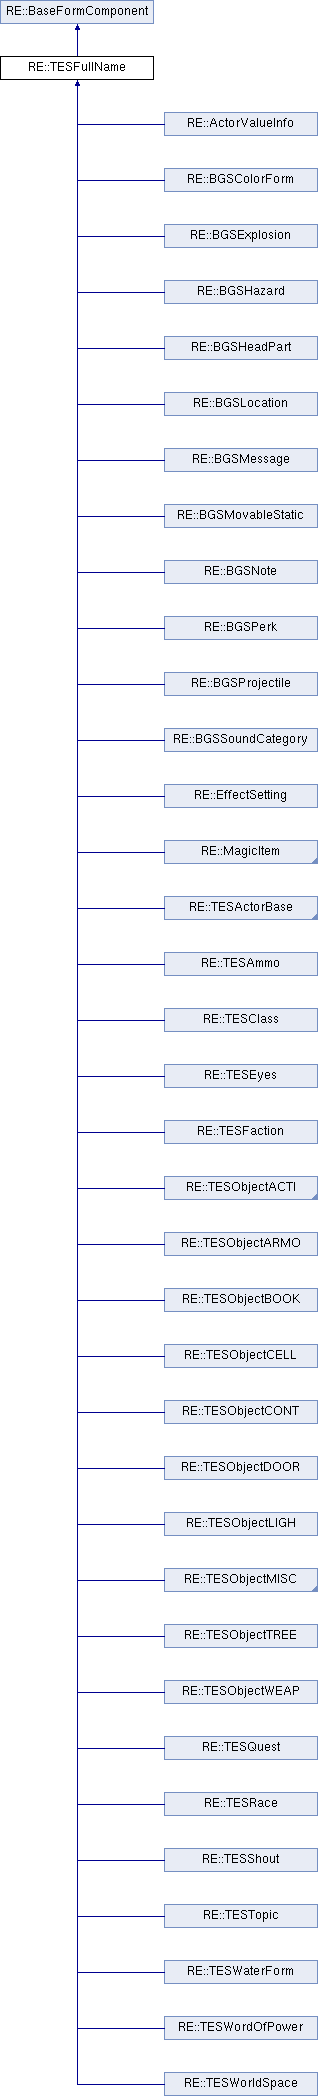 RE::BaseFormComponent
RE::TESFullName
RE::ActorValueInfo
RE::BGSColorForm
RE::BGSExplosion
RE::BGSHazard
RE::BGSHeadPart
RE::BGSLocation
RE::BGSMessage
RE::BGSMovableStatic
RE::BGSNote
RE::BGSPerk
RE::BGSProjectile
RE::BGSSoundCategory
RE::EffectSetting
RE::MagicItem
RE::TESActorBase
RE::TESAmmo
RE::TESClass
RE::TESEyes
RE::TESFaction
RE::TESObjectACTI
RE::TESObjectARMO
RE::TESObjectBOOK
RE::TESObjectCELL
RE::TESObjectCONT
RE::TESObjectDOOR
RE::TESObjectLIGH
RE::TESObjectMISC
RE::TESObjectTREE
RE::TESObjectWEAP
RE::TESQuest
RE::TESRace
RE::TESShout
RE::TESTopic
RE::TESWaterForm
RE::TESWordOfPower
RE::TESWorldSpace